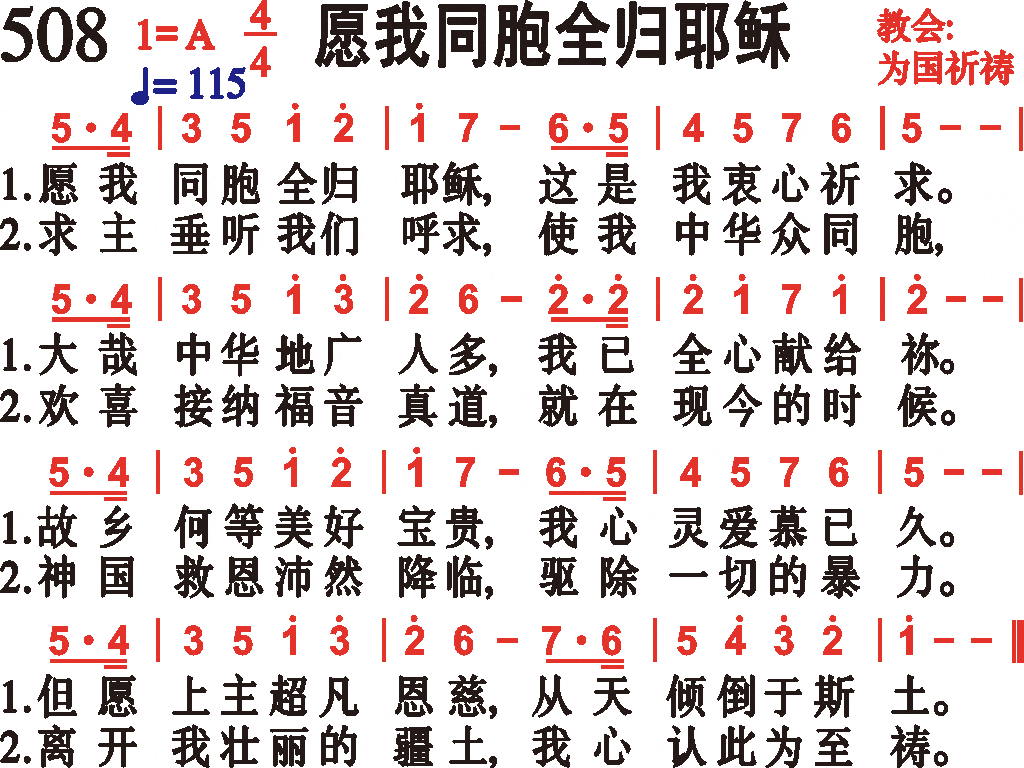 508 1=A 4/4 愿我同胞全归耶稣 教会:
♩=115 为国祈祷
5·4 | 3 5 i 2̇ | i 7 – 6·5 | 4 5 7 6 | 5 – – |
1.愿我 同胞全归 耶稣, 这是 我衷心祈 求。
2.求主 垂听我们 呼求, 使我 中华众同 胞,
5·4 | 3 5 i 3̇ | 2̇ 6 – 2̇·2̇ | 2̇ i 7 i | 2̇ – – |
1.大哉 中华地广 人多, 我已 全心献给 祢。
2.欢喜 接纳福音 真道, 就在 现今的时 候。
5·4 | 3 5 i 2̇ | i 7 – 6·5 | 4 5 7 6 | 5 – – |
1.故乡 何等美好 宝贵, 我心 灵爱慕已 久。
2.神国 救恩沛然 降临, 驱除 一切的暴 力。
5·4 | 3 5 i 3̇ | 2̇ 6 – 7·6 | 5 4̇ 3̇ 2̇ | i – – ‖
1.但愿 上主超凡 恩慈, 从天 倾倒于斯 土。
2.离开 我壮丽的 疆土, 我心 认此为至 祷。